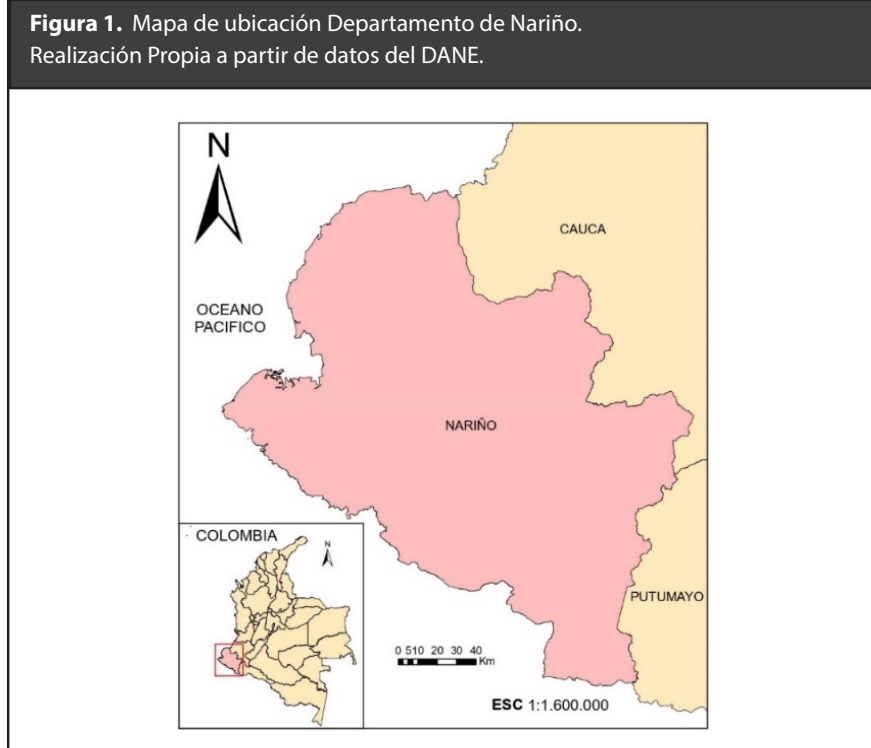 Figura 1. Mapa de ubicación Departamento de Nariño.
Realización Propia a partir de datos del DANE.
N
CAUCA
OCEANO
PACIFICO
NARIÑO
COLOMBIA
N
PUTUMAYO
0 510 20 30 40
Km
ESC 1:1.600.000